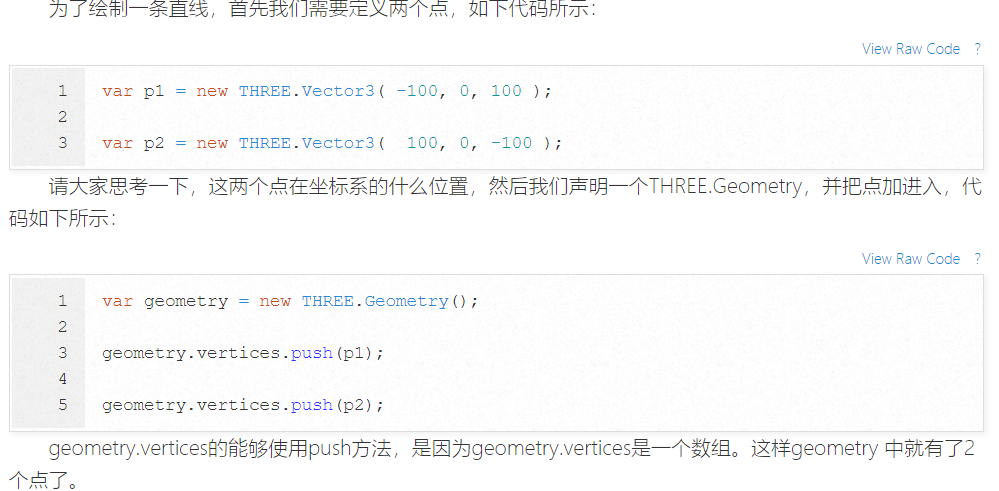 为了绘制一条直线，首先我们需要定义两个点，如下代码所示：
View Raw Code ?
1 var p1 = new THREE.Vector3( -100, 0, 100 );
2
3 var p2 = new THREE.Vector3(  100, 0, -100 );
请大家思考一下，这两个点在坐标系的什么位置，然后我们声明一个THREE.Geometry，并把点加进入，代
码如下所示：
View Raw Code ?
1 var geometry = new THREE.Geometry();
2
3 geometry.vertices.push(p1);
4
5 geometry.vertices.push(p2);
geometry.vertices的能够使用push方法，是因为geometry.vertices是一个数组。这样geometry 中就有了2
个点了。